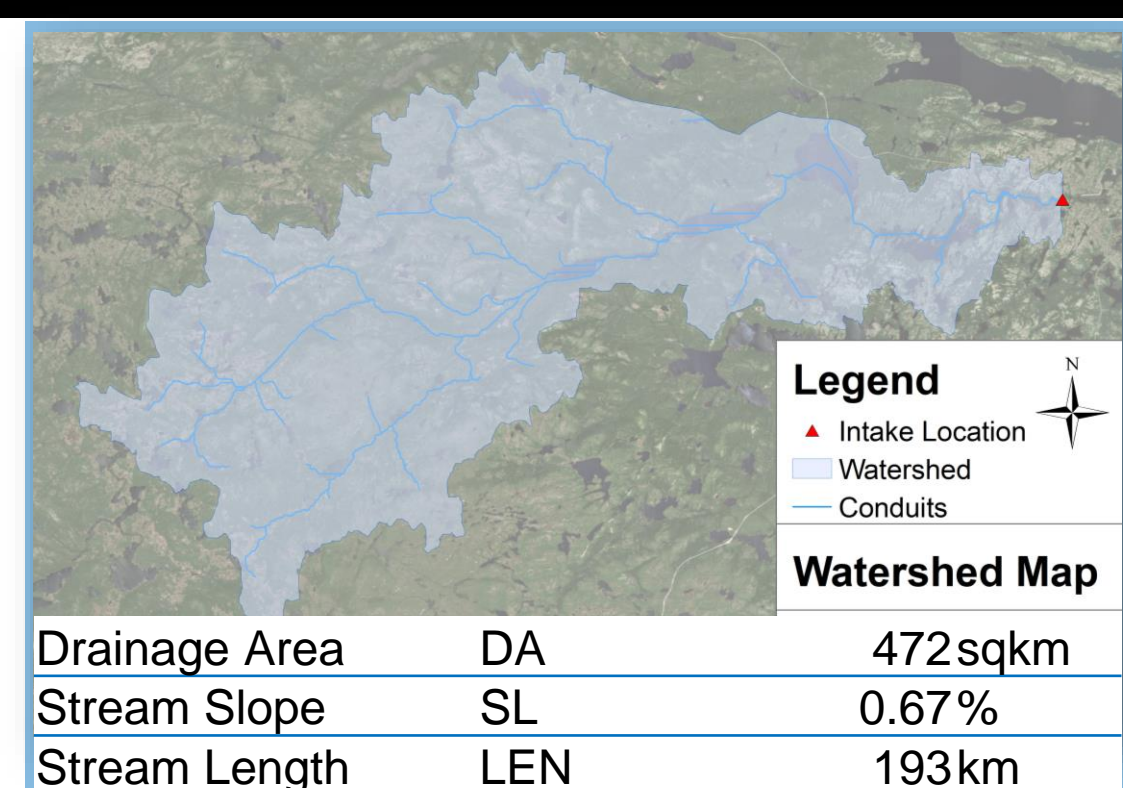 N
Legend
Intake Location
Watershed
Conduits
Watershed Map
Drainage Area DA 472 sqkm
Stream Slope SL 0.67 %
Stream Length LEN 193 km